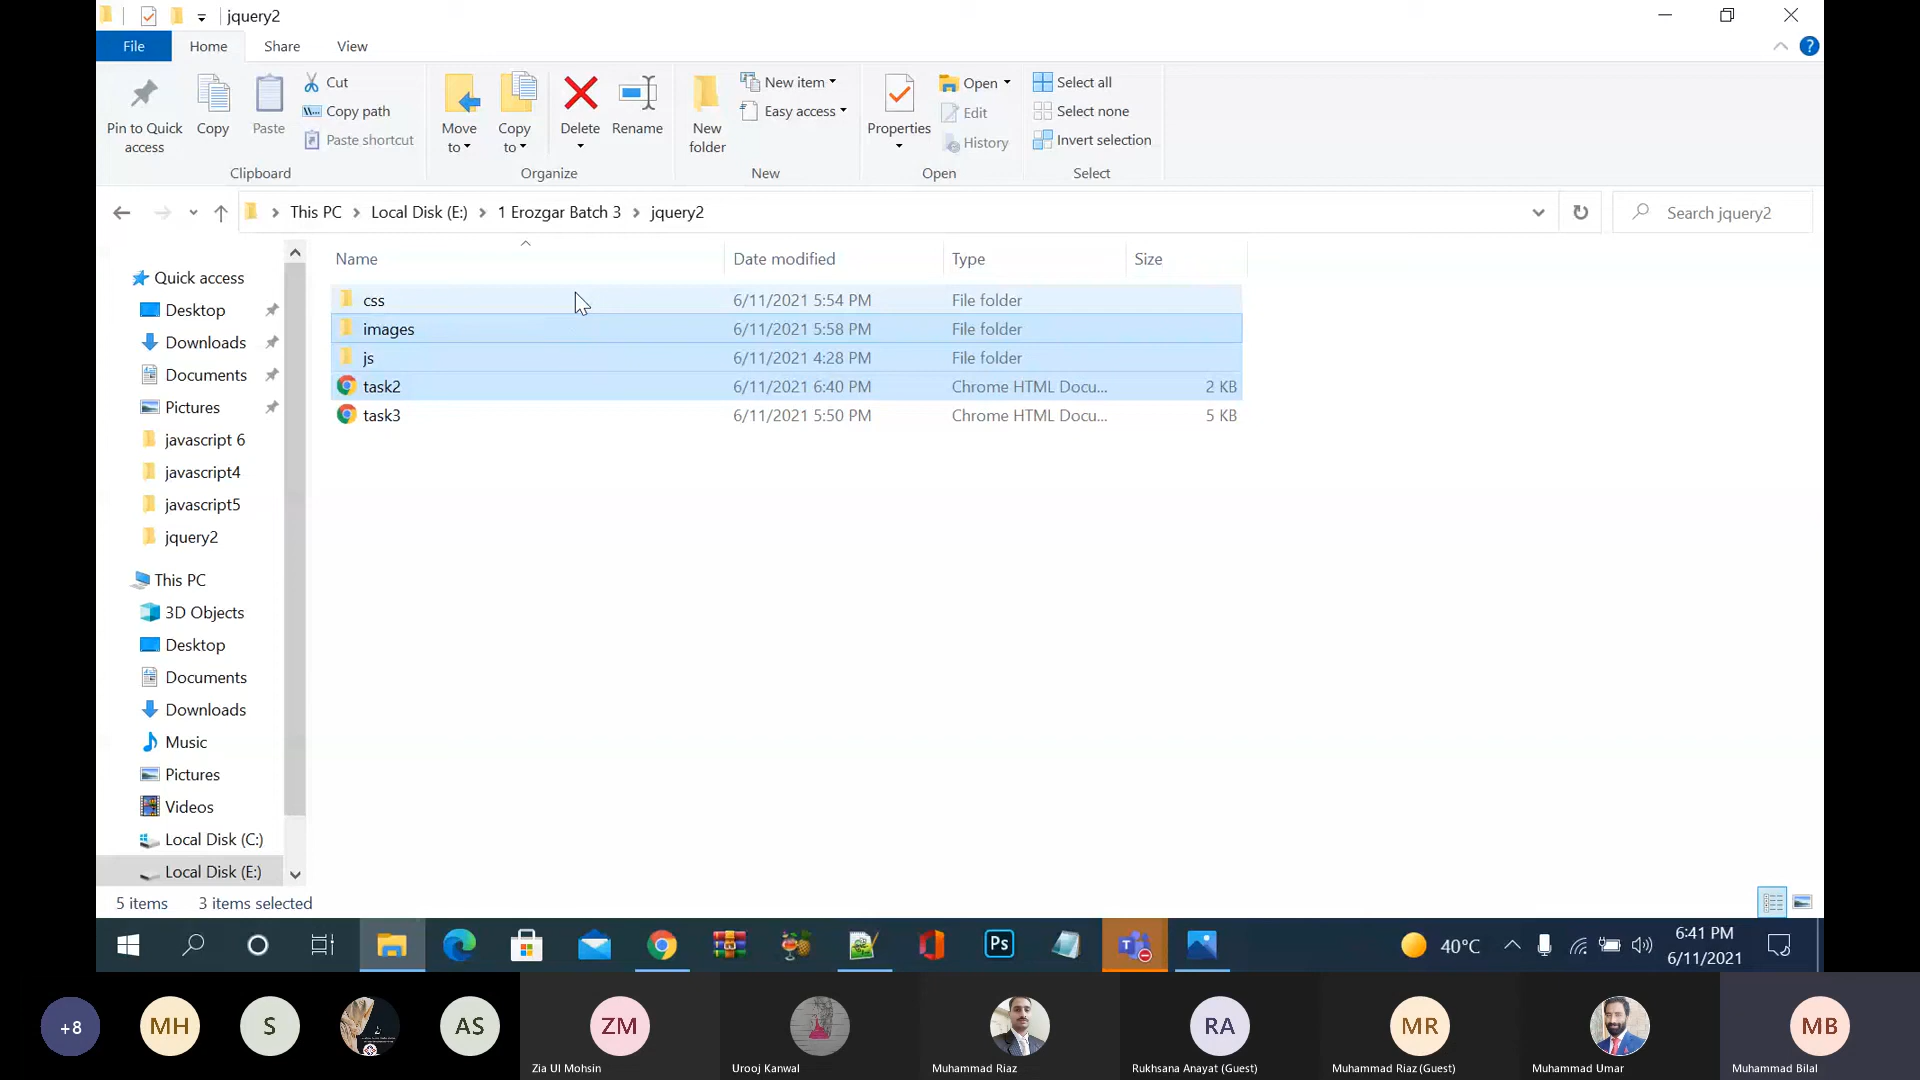 jquery2
File Home Share View
Pin to Quick access
Copy
Paste
Cut
Copy path
Paste shortcut
Clipboard
Move to
Copy to
Delete
Rename
Organize
New folder
New item
Easy access
New
Properties
Open
Edit
History
Open
Select all
Select none
Invert selection
Select
This PC > Local Disk (E:) > 1 Erozgar Batch 3 > jquery2
Search jquery2
Name Date modified Type Size
css 6/11/2021 5:54 PM File folder
images 6/11/2021 5:58 PM File folder
js 6/11/2021 4:28 PM File folder
task2 6/11/2021 6:40 PM Chrome HTML Docu... 2 KB
task3 6/11/2021 5:50 PM Chrome HTML Docu... 5 KB
Quick access
Desktop
Downloads
Documents
Pictures
javascript 6
javascript4
javascript5
jquery2
This PC
3D Objects
Desktop
Documents
Downloads
Music
Pictures
Videos
Local Disk (C:)
Local Disk (E:)
5 items 3 items selected
Ps
40°C
6:41 PM
6/11/2021
+8 MH S AS ZM RA MR MB
Zia Ul Mohsin Urooj Kanwal Muhammad Riaz Rukhsana Anayat (Guest) Muhammad Riaz (Guest) Muhammad Umar Muhammad Bilal